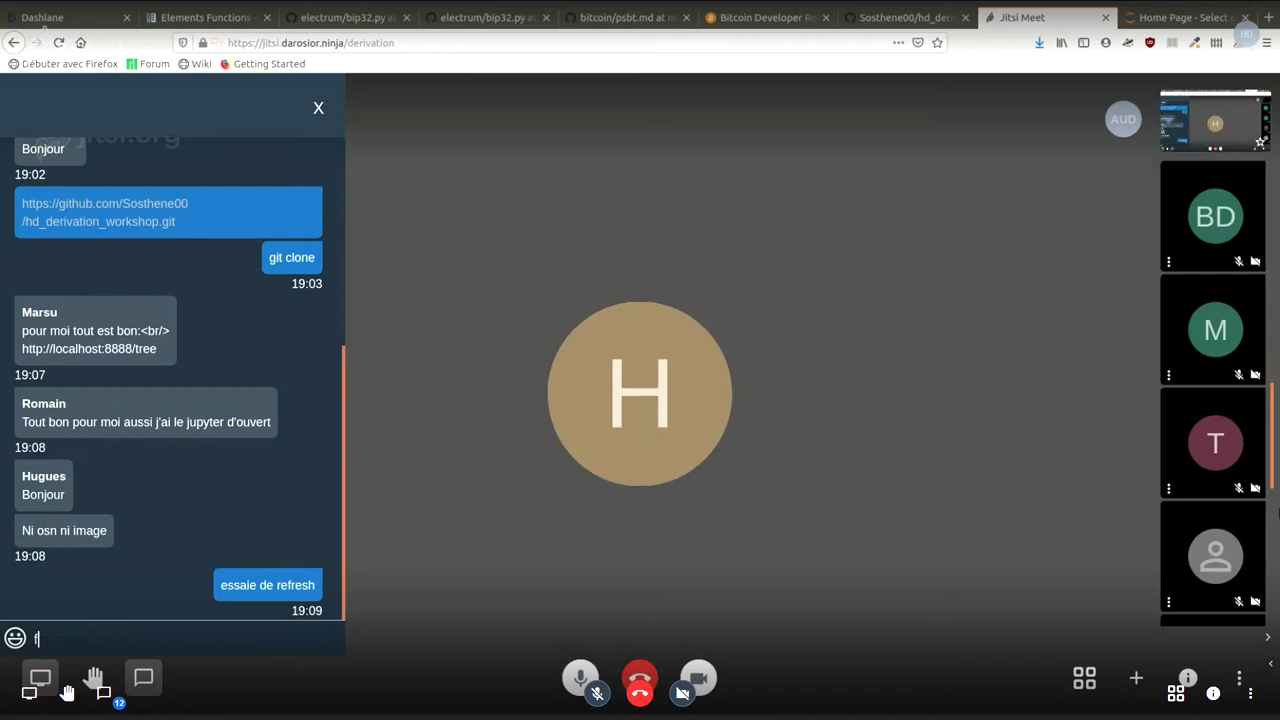 Dashlane
Elements Functions –
electrum/bip32.py at
electrum/bip32.py at
bitcoin/psbt.md at m
Bitcoin Developer Re
Sosthene00/hd_deri
Jitsi Meet
Home Page - Select
https://jitsi.darosior.ninja/derivation
HD
Débuter avec Firefox
Forum
Wiki
Getting Started
X
jitsi.org
Bonjour
19:02
https://github.com/Sosthene00
/hd_derivation_workshop.git
git clone
19:03
Marsu
pour moi tout est bon:<br/>
http://localhost:8888/tree
19:07
Romain
Tout bon pour moi aussi j'ai le jupyter d'ouvert
19:08
Hugues
Bonjour
Ni osn ni image
19:08
essaie de refresh
19:09
f
12
H
AUD
H
BD
M
T